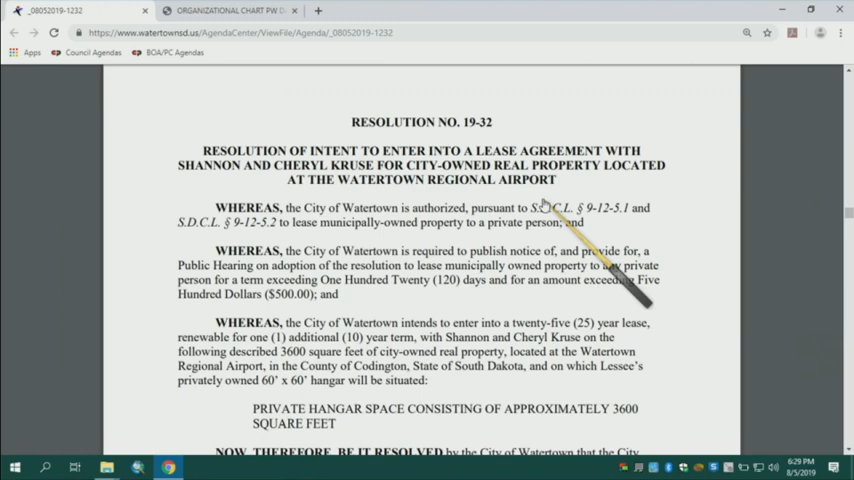 _08052019-1232
ORGANIZATIONAL CHART PW D
https://www.watertownsd.us/AgendaCenter/ViewFile/Agenda/_08052019-1232
Apps
Council Agendas
BOA/PC Agendas
RESOLUTION NO. 19-32
RESOLUTION OF INTENT TO ENTER INTO A LEASE AGREEMENT WITH
SHANNON AND CHERYL KRUSE FOR CITY-OWNED REAL PROPERTY LOCATED
AT THE WATERTOWN REGIONAL AIRPORT
WHEREAS, the City of Watertown is authorized, pursuant to S.D.C.L. § 9-12-5.1 and
S.D.C.L. § 9-12-5.2 to lease municipally-owned property to a private person; and
WHEREAS, the City of Watertown is required to publish notice of, and provide for, a
Public Hearing on adoption of the resolution to lease municipally owned property to any private
person for a term exceeding One Hundred Twenty (120) days and for an amount exceeding Five
Hundred Dollars ($500.00); and
WHEREAS, the City of Watertown intends to enter into a twenty-five (25) year lease,
renewable for one (1) additional (10) year term, with Shannon and Cheryl Kruse on the
following described 3600 square feet of city-owned real property, located at the Watertown
Regional Airport, in the County of Codington, State of South Dakota, and on which Lessee's
privately owned 60' x 60' hangar will be situated:
PRIVATE HANGAR SPACE CONSISTING OF APPROXIMATELY 3600
SQUARE FEET
NOW, THEREFORE, BE IT RESOLVED by the City of Watertown that the City
6:29 PM
8/5/2019